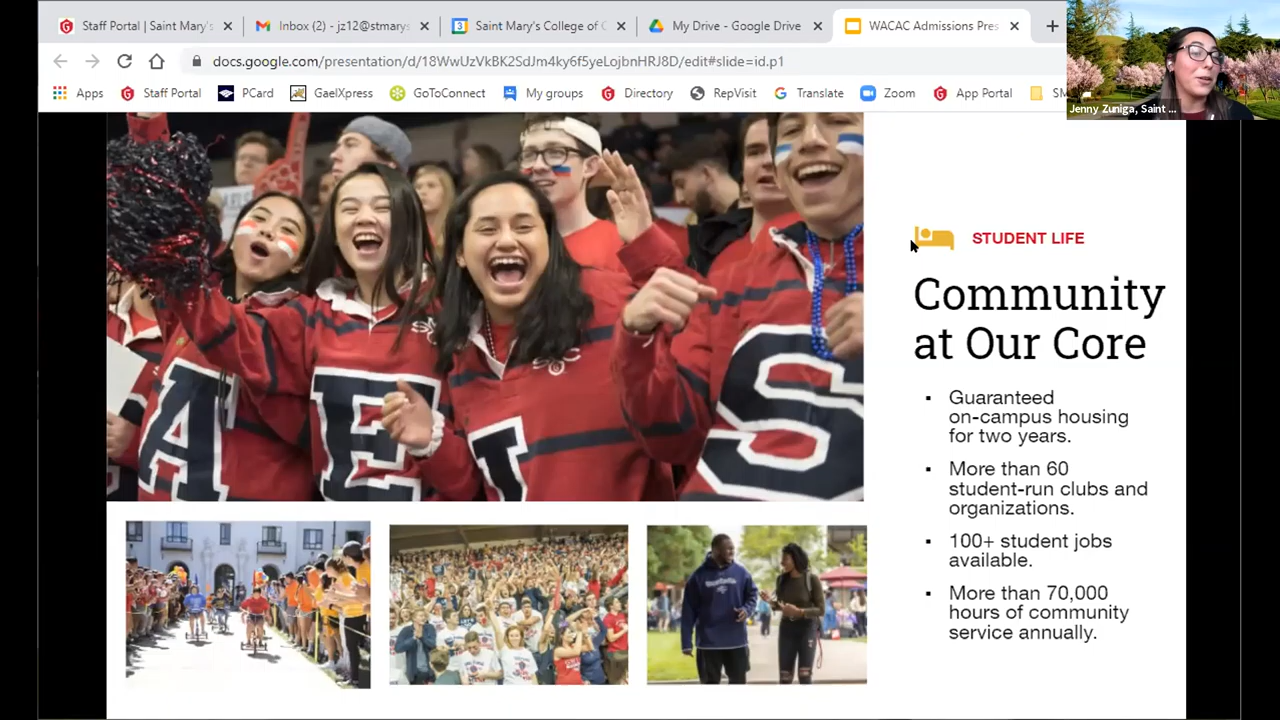 Staff Portal | Saint Mary's
Inbox (2) - jz12@stmarys
Saint Mary's College of C
My Drive - Google Drive
WACAC Admissions Pres
docs.google.com/presentation/d/18WwUzVkBK2SdJm4ky6f5yeLojbnHRJ8D/edit#slide=id.p1
Apps
Staff Portal
PCard
GaelXpress
GoToConnect
My groups
Directory
RepVisit
Translate
Zoom
App Portal
SM
Jenny Zuniga, Saint ...
STUDENT LIFE
Community
at Our Core
▪ Guaranteed
on-campus housing
for two years.
▪ More than 60
student-run clubs and
organizations.
▪ 100+ student jobs
available.
▪ More than 70,000
hours of community
service annually.
A E L S